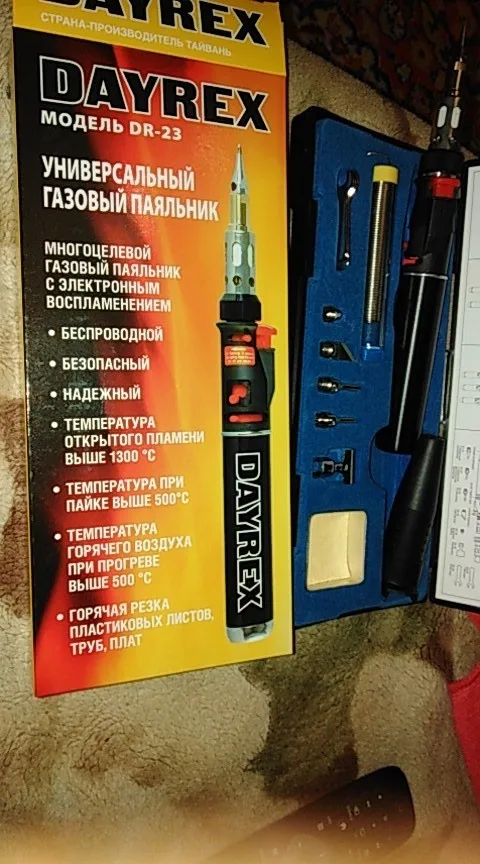 DAYREX
СТРАНА-ПРОИЗВОДИТЕЛЬ ТАЙВАНЬ
DAYREX
МОДЕЛЬ DR-23
УНИВЕРСАЛЬНЫЙ
ГАЗОВЫЙ ПАЯЛЬНИК
МНОГОЦЕЛЕВОЙ
ГАЗОВЫЙ ПАЯЛЬНИК
С ЭЛЕКТРОННЫМ
ВОСПЛАМЕНЕНИЕМ
• БЕСПРОВОДНОЙ
• БЕЗОПАСНЫЙ
• НАДЕЖНЫЙ
• ТЕМПЕРАТУРА
ОТКРЫТОГО ПЛАМЕНИ
ВЫШЕ 1300 °C
• ТЕМПЕРАТУРА ПРИ
ПАЙКЕ ВЫШЕ 500°C
• ТЕМПЕРАТУРА
ГОРЯЧЕГО ВОЗДУХА
ПРИ ПРОГРЕВЕ
ВЫШЕ 500 °C
• ГОРЯЧАЯ РЕЗКА
ПЛАСТИКОВЫХ ЛИСТОВ,
ТРУБ, ПЛАТ
DAYREX